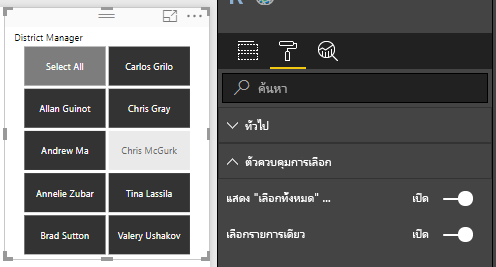 District Manager
Select All
Carlos Grilo
Allan Guinot
Chris Gray
Andrew Ma
Chris McGurk
Annelie Zubar
Tina Lassila
Brad Sutton
Valery Ushakov
ค้นหา
ทั่วไป
ตัวควบคุมการเลือก
แสดง "เลือกทั้งหมด" ... เปิด
เลือกรายการเดียว เปิด